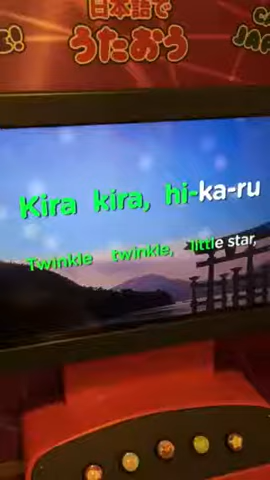 日本語で
うたおう
Kira kira, hi-ka-ru
Twinkle twinkle, little star,